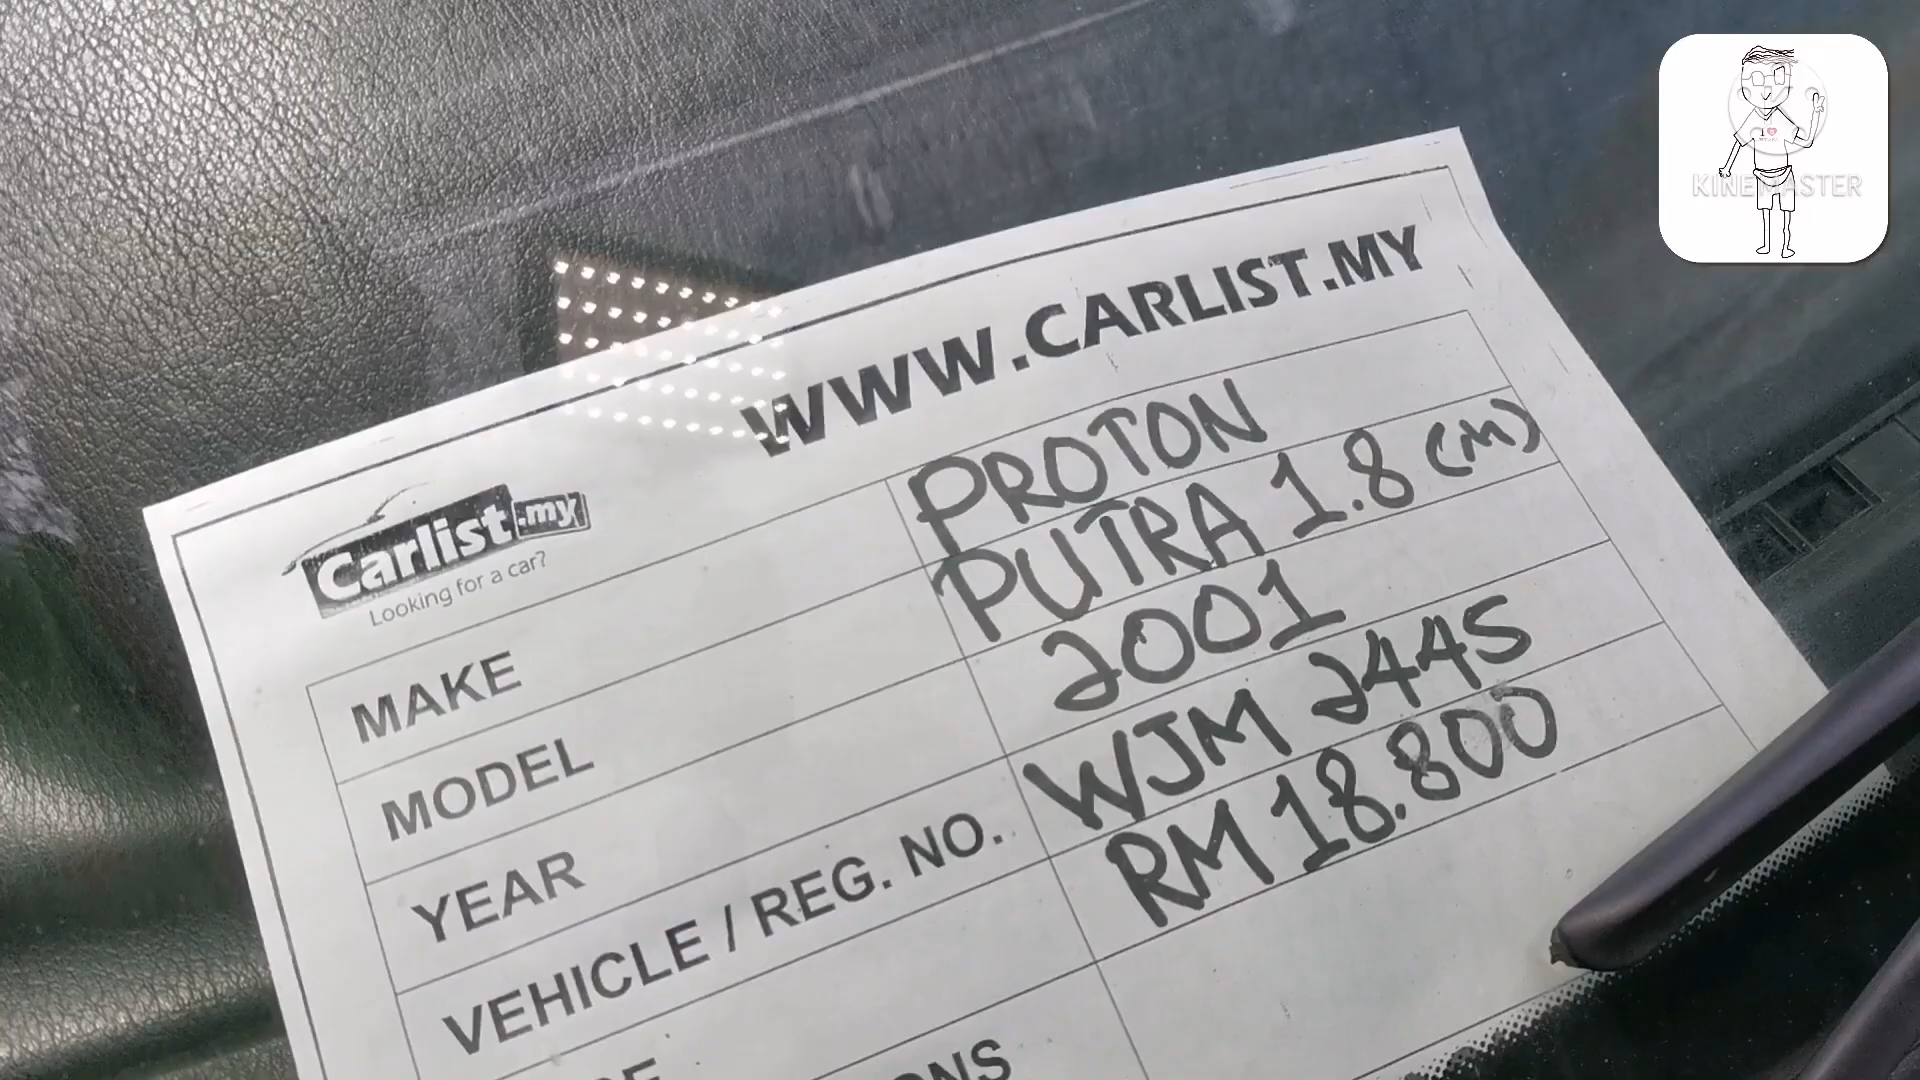 KINEMASTER
WWW.CARLIST.MY
Carlist.my
Looking for a car?
MAKE PROTON
MODEL PUTRA 1.8 (M)
YEAR 2001
VEHICLE / REG. NO. WJM 2445
RM 18.800